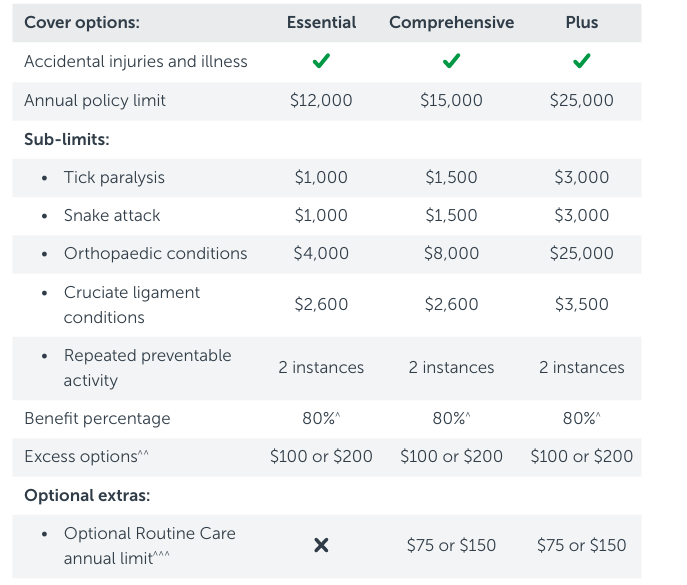 Cover options: Essential Comprehensive Plus
Accidental injuries and illness ✓ ✓ ✓
Annual policy limit $12,000 $15,000 $25,000
Sub-limits:
• Tick paralysis $1,000 $1,500 $3,000
• Snake attack $1,000 $1,500 $3,000
• Orthopaedic conditions $4,000 $8,000 $25,000
• Cruciate ligament
conditions $2,600 $2,600 $3,500
• Repeated preventable
activity 2 instances 2 instances 2 instances
Benefit percentage 80%^ 80%^ 80%^
Excess options^^ $100 or $200 $100 or $200 $100 or $200
Optional extras:
• Optional Routine Care
annual limit^^^ ✕ $75 or $150 $75 or $150